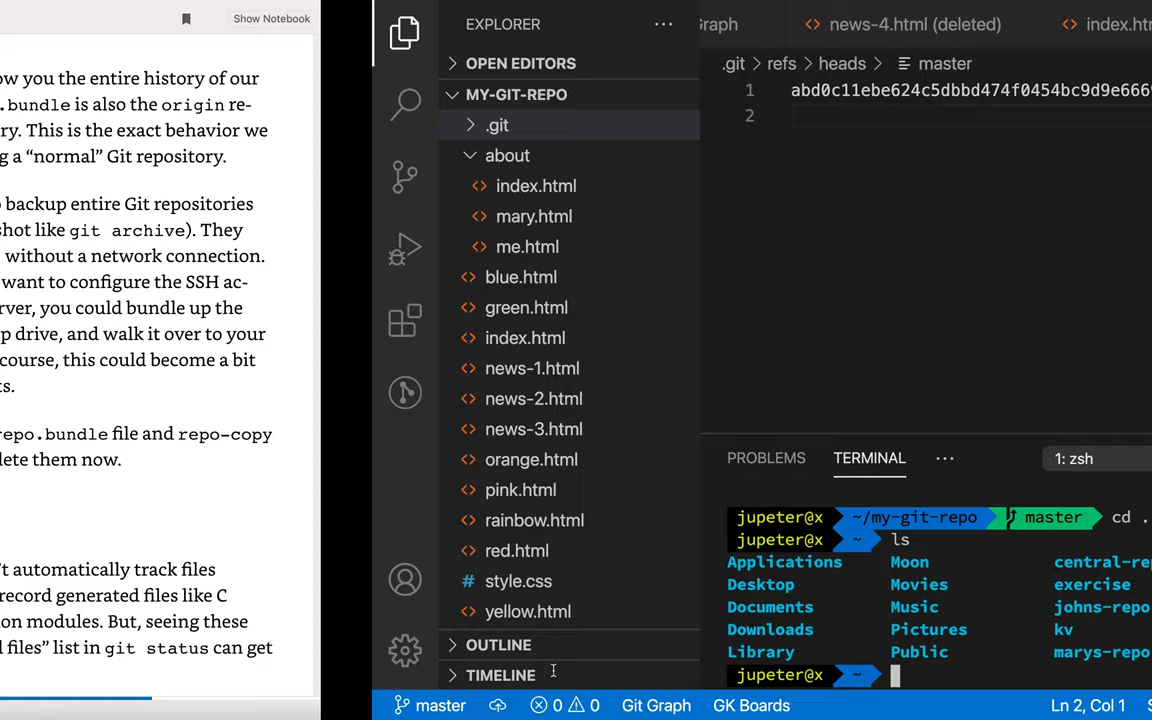 Show Notebook
ow you the entire history of our
.bundle is also the origin re-
ry. This is the exact behavior we
g a “normal” Git repository.
backup entire Git repositories
shot like git archive). They
without a network connection.
want to configure the SSH ac-
rver, you could bundle up the
p drive, and walk it over to your
course, this could become a bit
ts.
repo.bundle file and repo-copy
lete them now.
't automatically track files
record generated files like C
on modules. But, seeing these
d files” list in git status can get
EXPLORER
OPEN EDITORS
MY-GIT-REPO
.git
about
index.html
mary.html
me.html
blue.html
green.html
index.html
news-1.html
news-2.html
news-3.html
orange.html
pink.html
rainbow.html
red.html
style.css
yellow.html
OUTLINE
TIMELINE
Graph news-4.html (deleted) index.ht
.git > refs > heads > master
1 abd0c11ebe624c5dbbd474f0454bc9d9e6669
2
PROBLEMS TERMINAL ... 1: zsh
jupeter@x ~/my-git-repo master cd .
jupeter@x ~ ls
Applications Moon central-re
Desktop Movies exercise
Documents Music johns-repo
Downloads Pictures kv
Library Public marys-repo
jupeter@x ~
master 0 0 Git Graph GK Boards Ln 2, Col 1